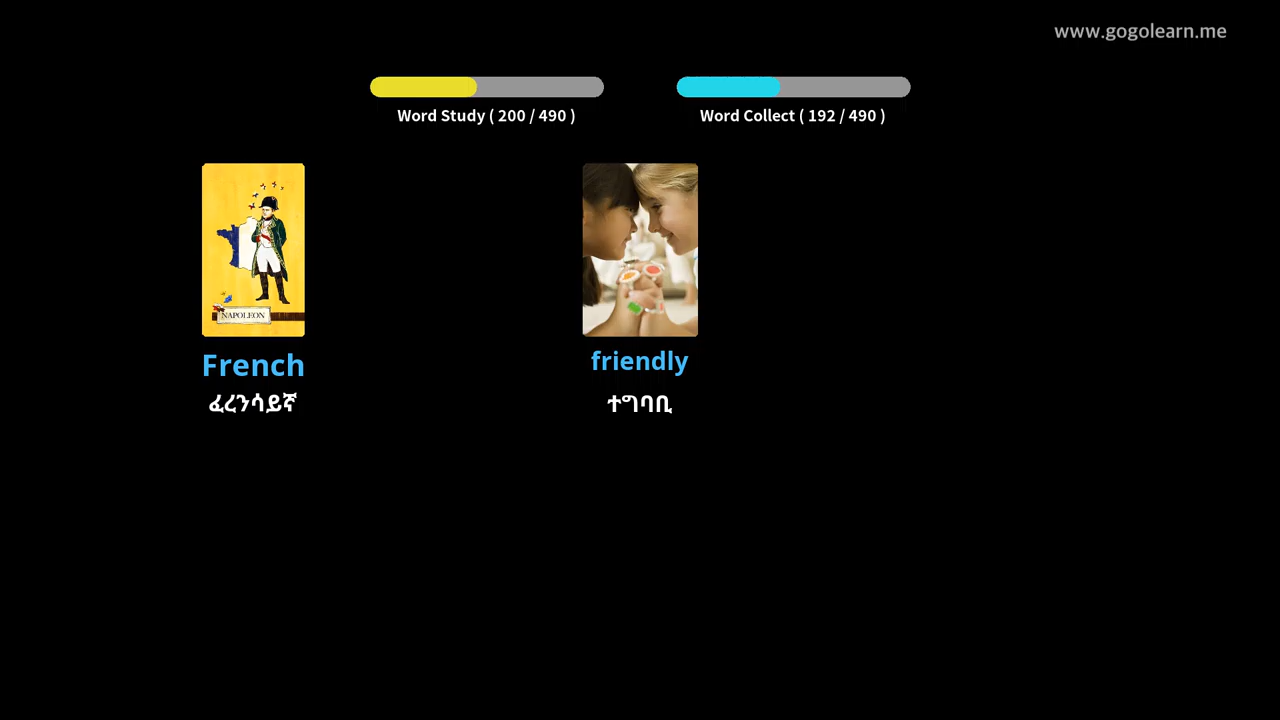 www.gogolearn.me
Word Study ( 200 / 490 )
Word Collect ( 192 / 490 )
NAPOLEON
French
friendly
ፈረንሳይኛ
ተግባቢ